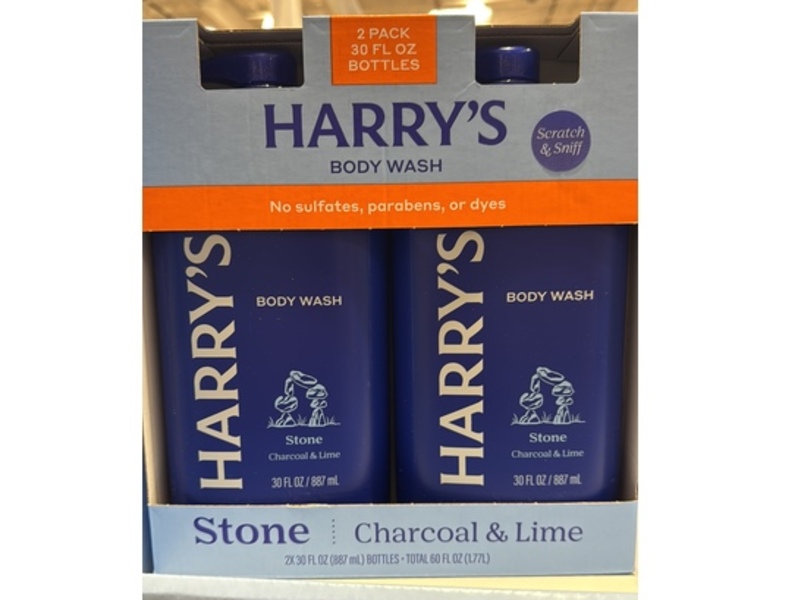 2 PACK
30 FL OZ
BOTTLES
HARRY'S
BODY WASH
Scratch
& Sniff
No sulfates, parabens, or dyes
HARRY'S
BODY WASH
Stone
Charcoal & Lime
30 FL OZ / 887 mL
HARRY'S
BODY WASH
Stone
Charcoal & Lime
30 FL OZ / 887 mL
Stone Charcoal & Lime
2X 30 FL OZ (887 mL) BOTTLES • TOTAL 60 FL OZ (1.77L)